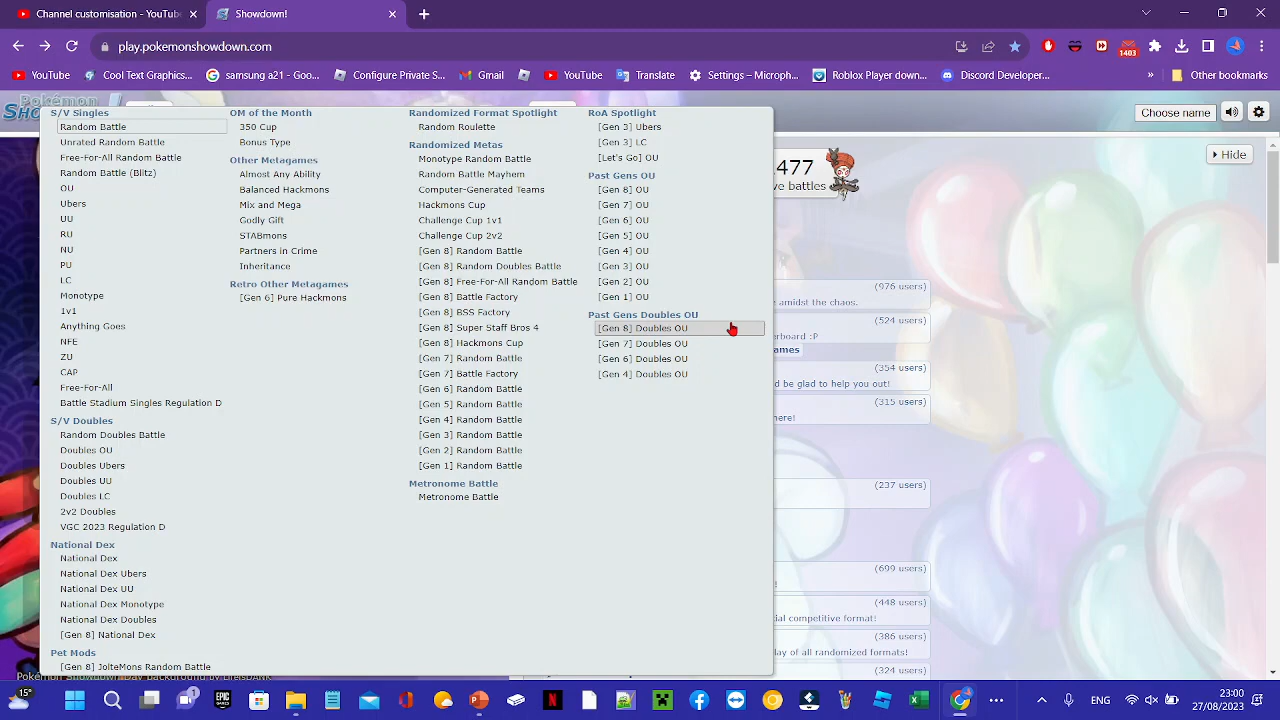 Channel customisation - YouTube
Showdown!
play.pokemonshowdown.com
1403
YouTube
Cool Text Graphics...
samsung a21 - Goo...
Configure Private S...
Gmail
YouTube
Translate
Settings – Microph...
Roblox Player down...
Discord Developer...
»
Other bookmarks
Pokémon
Choose name
S/V Singles
Random Battle
Unrated Random Battle
Free-For-All Random Battle
Random Battle (Blitz)
OU
Ubers
UU
RU
NU
PU
LC
Monotype
1v1
Anything Goes
NFE
ZU
CAP
Free-For-All
Battle Stadium Singles Regulation D
S/V Doubles
Random Doubles Battle
Doubles OU
Doubles Ubers
Doubles UU
Doubles LC
2v2 Doubles
VGC 2023 Regulation D
National Dex
National Dex
National Dex Ubers
National Dex UU
National Dex Monotype
National Dex Doubles
[Gen 8] National Dex
Pet Mods
[Gen 8] JolteMons Random Battle
OM of the Month
350 Cup
Bonus Type
Other Metagames
Almost Any Ability
Balanced Hackmons
Mix and Mega
Godly Gift
STABmons
Partners in Crime
Inheritance
Retro Other Metagames
[Gen 6] Pure Hackmons
Randomized Format Spotlight
Random Roulette
Randomized Metas
Monotype Random Battle
Random Battle Mayhem
Computer-Generated Teams
Hackmons Cup
Challenge Cup 1v1
Challenge Cup 2v2
[Gen 8] Random Battle
[Gen 8] Random Doubles Battle
[Gen 8] Free-For-All Random Battle
[Gen 8] Battle Factory
[Gen 8] BSS Factory
[Gen 8] Super Staff Bros 4
[Gen 8] Hackmons Cup
[Gen 7] Random Battle
[Gen 7] Battle Factory
[Gen 6] Random Battle
[Gen 5] Random Battle
[Gen 4] Random Battle
[Gen 3] Random Battle
[Gen 2] Random Battle
[Gen 1] Random Battle
Metronome Battle
Metronome Battle
RoA Spotlight
[Gen 3] Ubers
[Gen 3] LC
[Let's Go] OU
Past Gens OU
[Gen 8] OU
[Gen 7] OU
[Gen 6] OU
[Gen 5] OU
[Gen 4] OU
[Gen 3] OU
[Gen 2] OU
[Gen 1] OU
Past Gens Doubles OU
[Gen 8] Doubles OU
[Gen 7] Doubles OU
[Gen 6] Doubles OU
[Gen 4] Doubles OU
Hide
477
ve battles
(976 users)
amidst the chaos.
(524 users)
rboard :P
ames
(354 users)
d be glad to help you out!
(315 users)
here!
(237 users)
(699 users)
!
(448 users)
ial competitive format!
(386 users)
lay of all randomized formats!
(324 users)
15°
EPIC
GAMES
ENG
23:00
27/08/2023